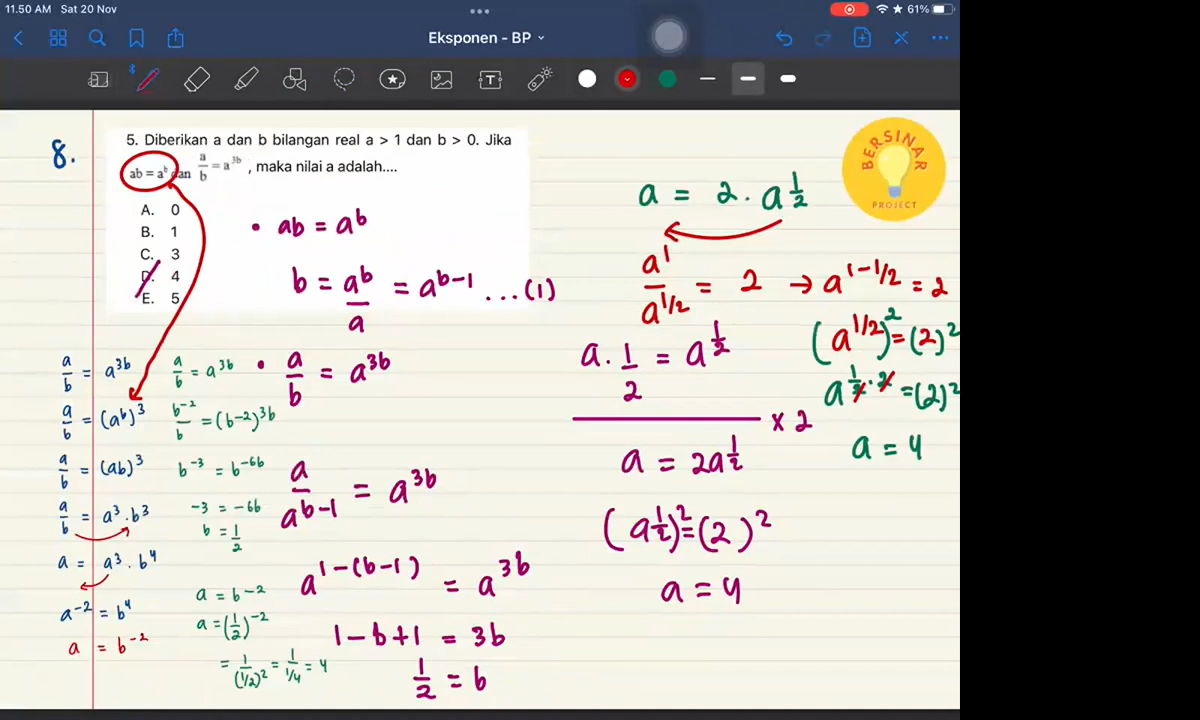 11.50 AM Sat 20 Nov
61%
Eksponen - BP
8.
5. Diberikan a dan b bilangan real a > 1 dan b > 0. Jika
ab = a^b dan a/b = a^3b , maka nilai a adalah....
A. 0
B. 1
C. 3
D. 4
E. 5
BERSINAR
PROJECT
• ab = a^b
b = a^b/a = a^b-1 ...(1)
• a/b = a^3b
a/a^b-1 = a^3b
a^1-(b-1) = a^3b
1-b+1 = 3b
1/2 = b
a/b = a^3b
a/b = (a^b)^3
a/b = (ab)^3
a/b = a^3 . b^3
a = a^3 . b^4
a^-2 = b^4
a = b^-2
a/b = a^3b
b^-2/b = (b^-2)^3b
b^-3 = b^-6b
-3 = -6b
b = 1/2
a = b^-2
a = (1/2)^-2
= 1/(1/2)^2 = 1/1/4 = 4
a . 1/2 = a^1/2
x 2
a = 2a^1/2
(a^1/2)^2 = (2)^2
a = 4
a = 2 . a^1/2
a^1/a^1/2 = 2 → a^1-1/2 = 2
(a^1/2)^2 = (2)^2
a^1/2 . 2 = (2)^2
a = 4